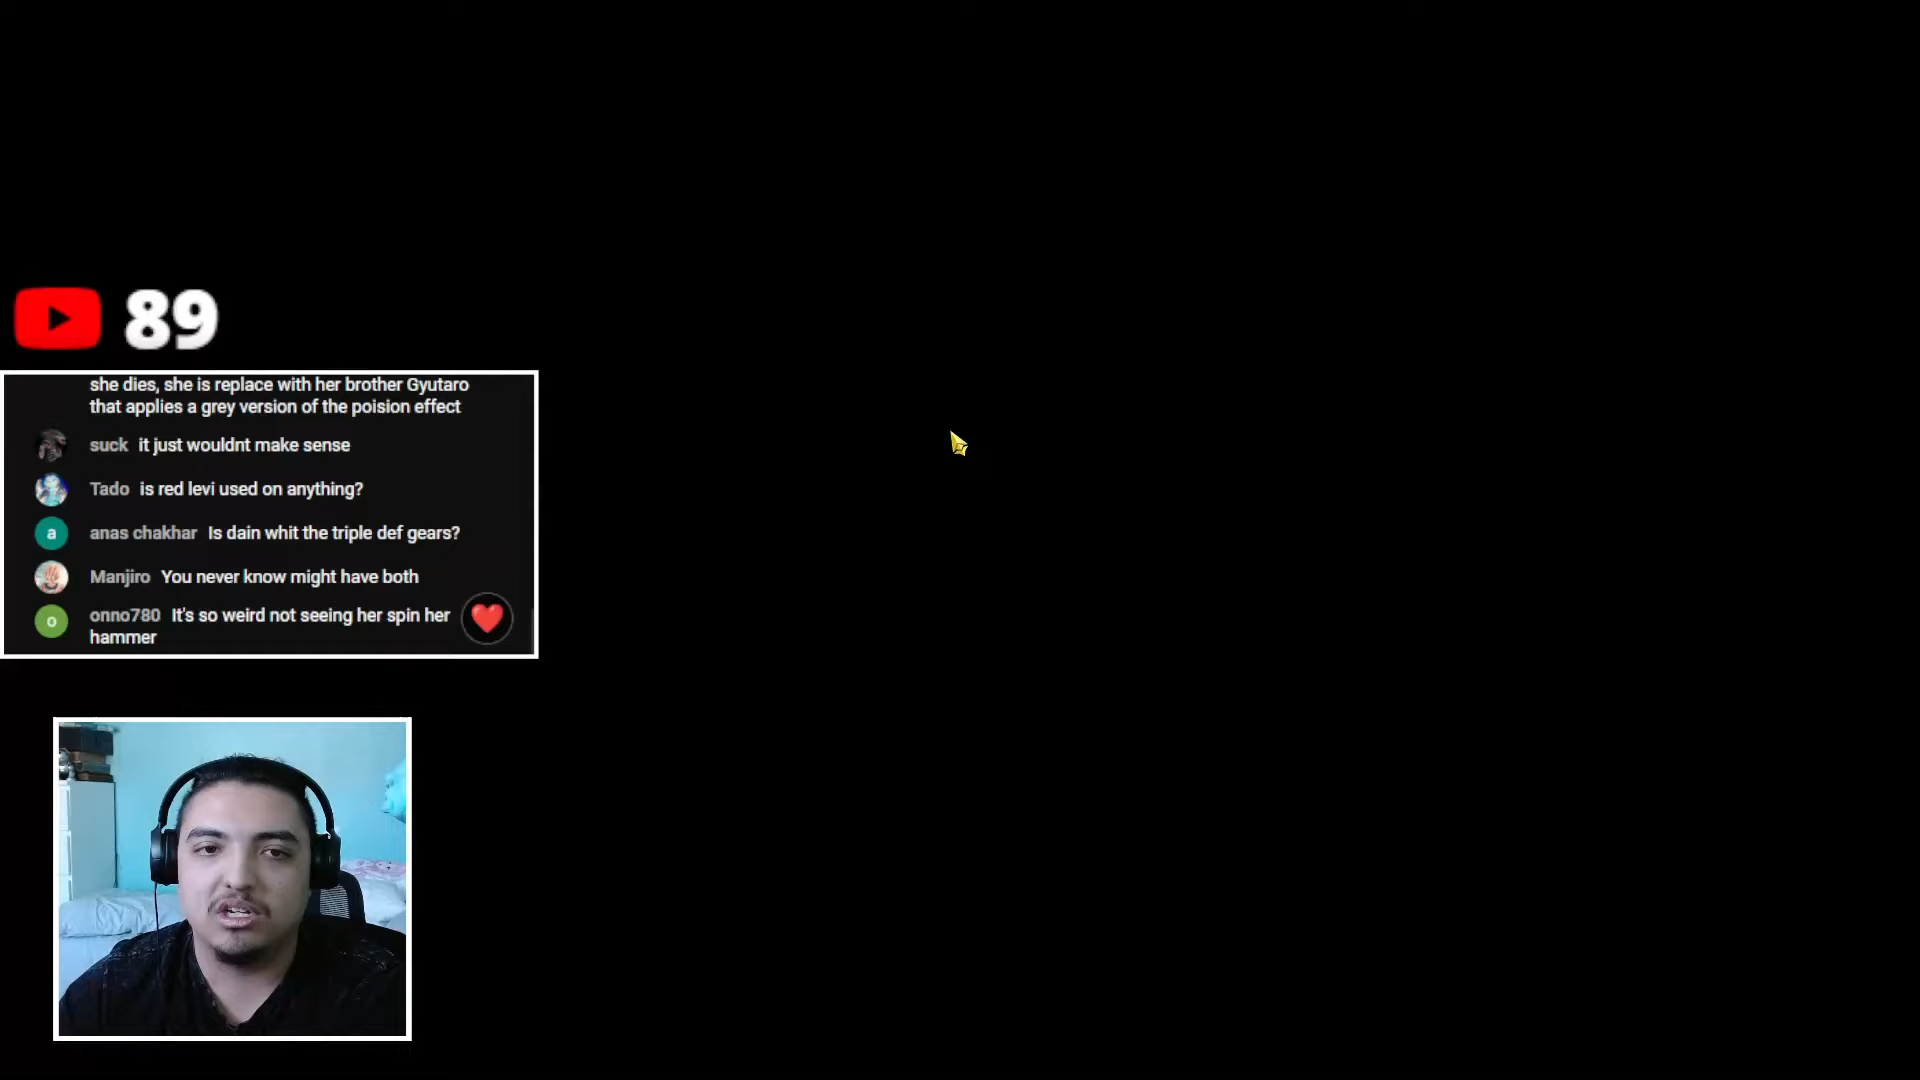 89
she dies, she is replace with her brother Gyutaro
that applies a grey version of the poision effect
suck it just wouldnt make sense
Tado is red levi used on anything?
a anas chakhar Is dain whit the triple def gears?
Manjiro You never know might have both
o onno780 It's so weird not seeing her spin her
hammer